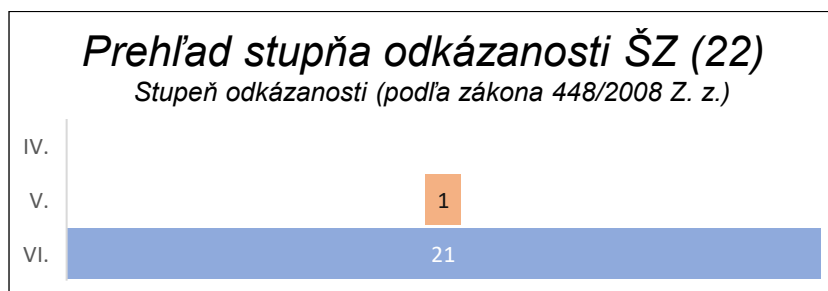 Prehľad stupňa odkázanosti ŠZ (22)
Stupeň odkázanosti (podľa zákona 448/2008 Z. z.)
IV.
V. 1
VI. 21